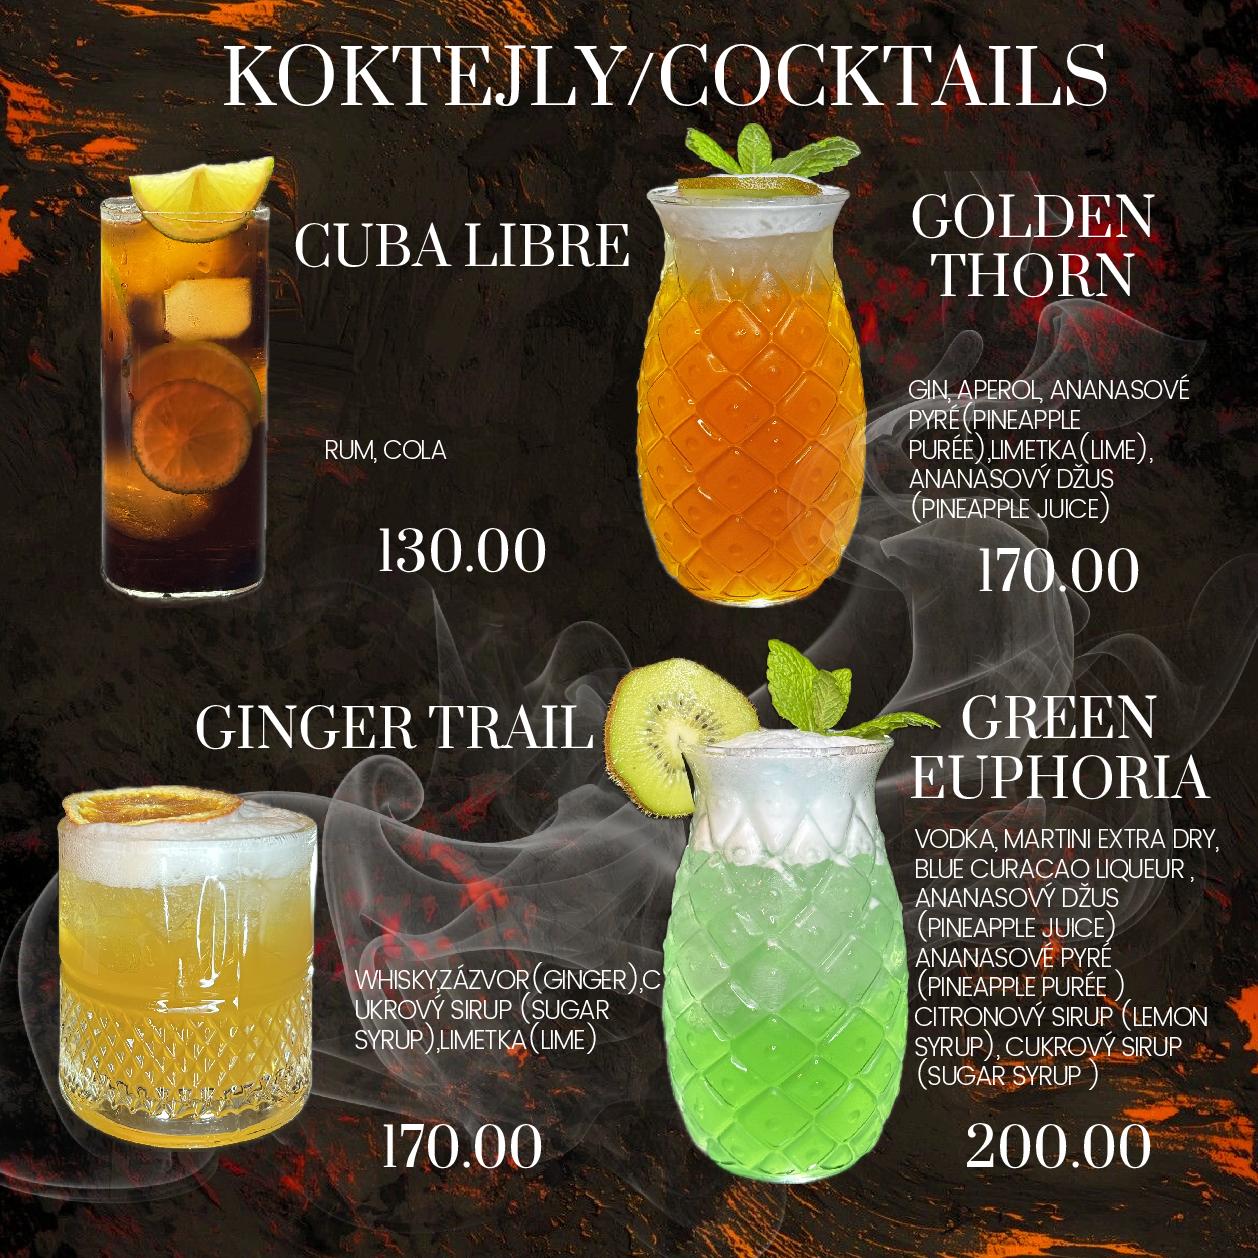 KOKTEJLY/COCKTAILS
CUBA LIBRE
RUM, COLA
130.00
GOLDEN
THORN
GIN, APEROL, ANANASOVÉ
PYRÉ(PINEAPPLE
PURÉE),LIMETKA(LIME),
ANANASOVÝ DŽUS
(PINEAPPLE JUICE)
170.00
GINGER TRAIL
WHISKY,ZÁZVOR(GINGER),C
UKROVÝ SIRUP (SUGAR
SYRUP),LIMETKA(LIME)
170.00
GREEN
EUPHORIA
VODKA, MARTINI EXTRA DRY,
BLUE CURACAO LIQUEUR ,
ANANASOVÝ DŽUS
(PINEAPPLE JUICE)
ANANASOVÉ PYRÉ
(PINEAPPLE PURÉE )
CITRONOVÝ SIRUP (LEMON
SYRUP), CUKROVÝ SIRUP
(SUGAR SYRUP )
200.00